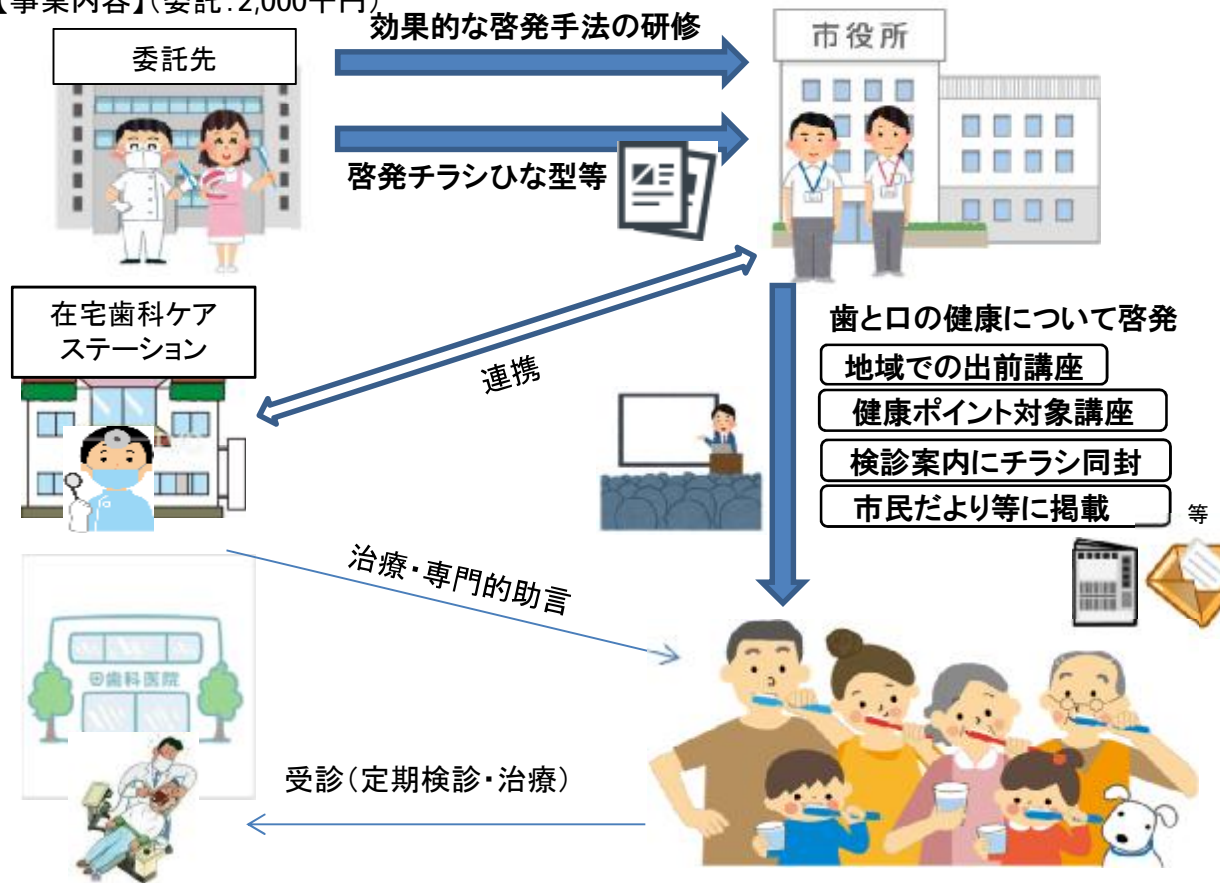 【事業内容】(委託:2,000千円)
効果的な啓発手法の研修
委託先
市役所
啓発チラシひな型等
在宅歯科ケア
ステーション
連携
歯と口の健康について啓発
地域での出前講座
健康ポイント対象講座
検診案内にチラシ同封
市民だより等に掲載
等
治療・専門的助言
歯科医院
受診(定期検診・治療)